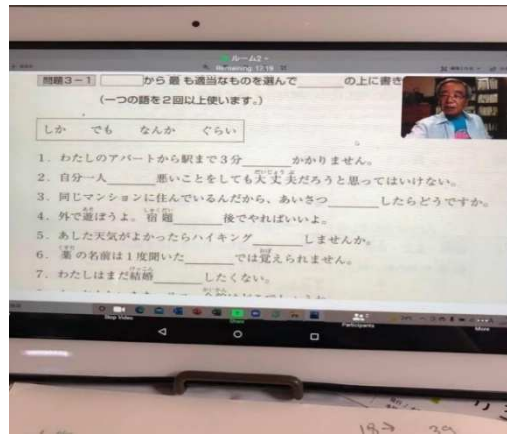 ルーム2
Remaining: 12:19
問題3-1 から最も適当なものを選んで の上に書き
(一つの語を2回以上使います。)
しか でも なんか ぐらい
1. わたしのアパートから駅まで3分 かかりません。
2. 自分一人 悪いことをしても大丈夫だろうと思ってはいけない。
3. 同じマンションに住んでいるんだから、あいさつ したらどうですか。
4. 外で遊ぼうよ。宿題 後でやればいいよ。
5. あした天気がよかったらハイキング しませんか。
6. 薬の名前は1度聞いた では覚えられません。
7. わたしはまだ結婚 したくない。
Stop Video Share Participants More
18→ 39